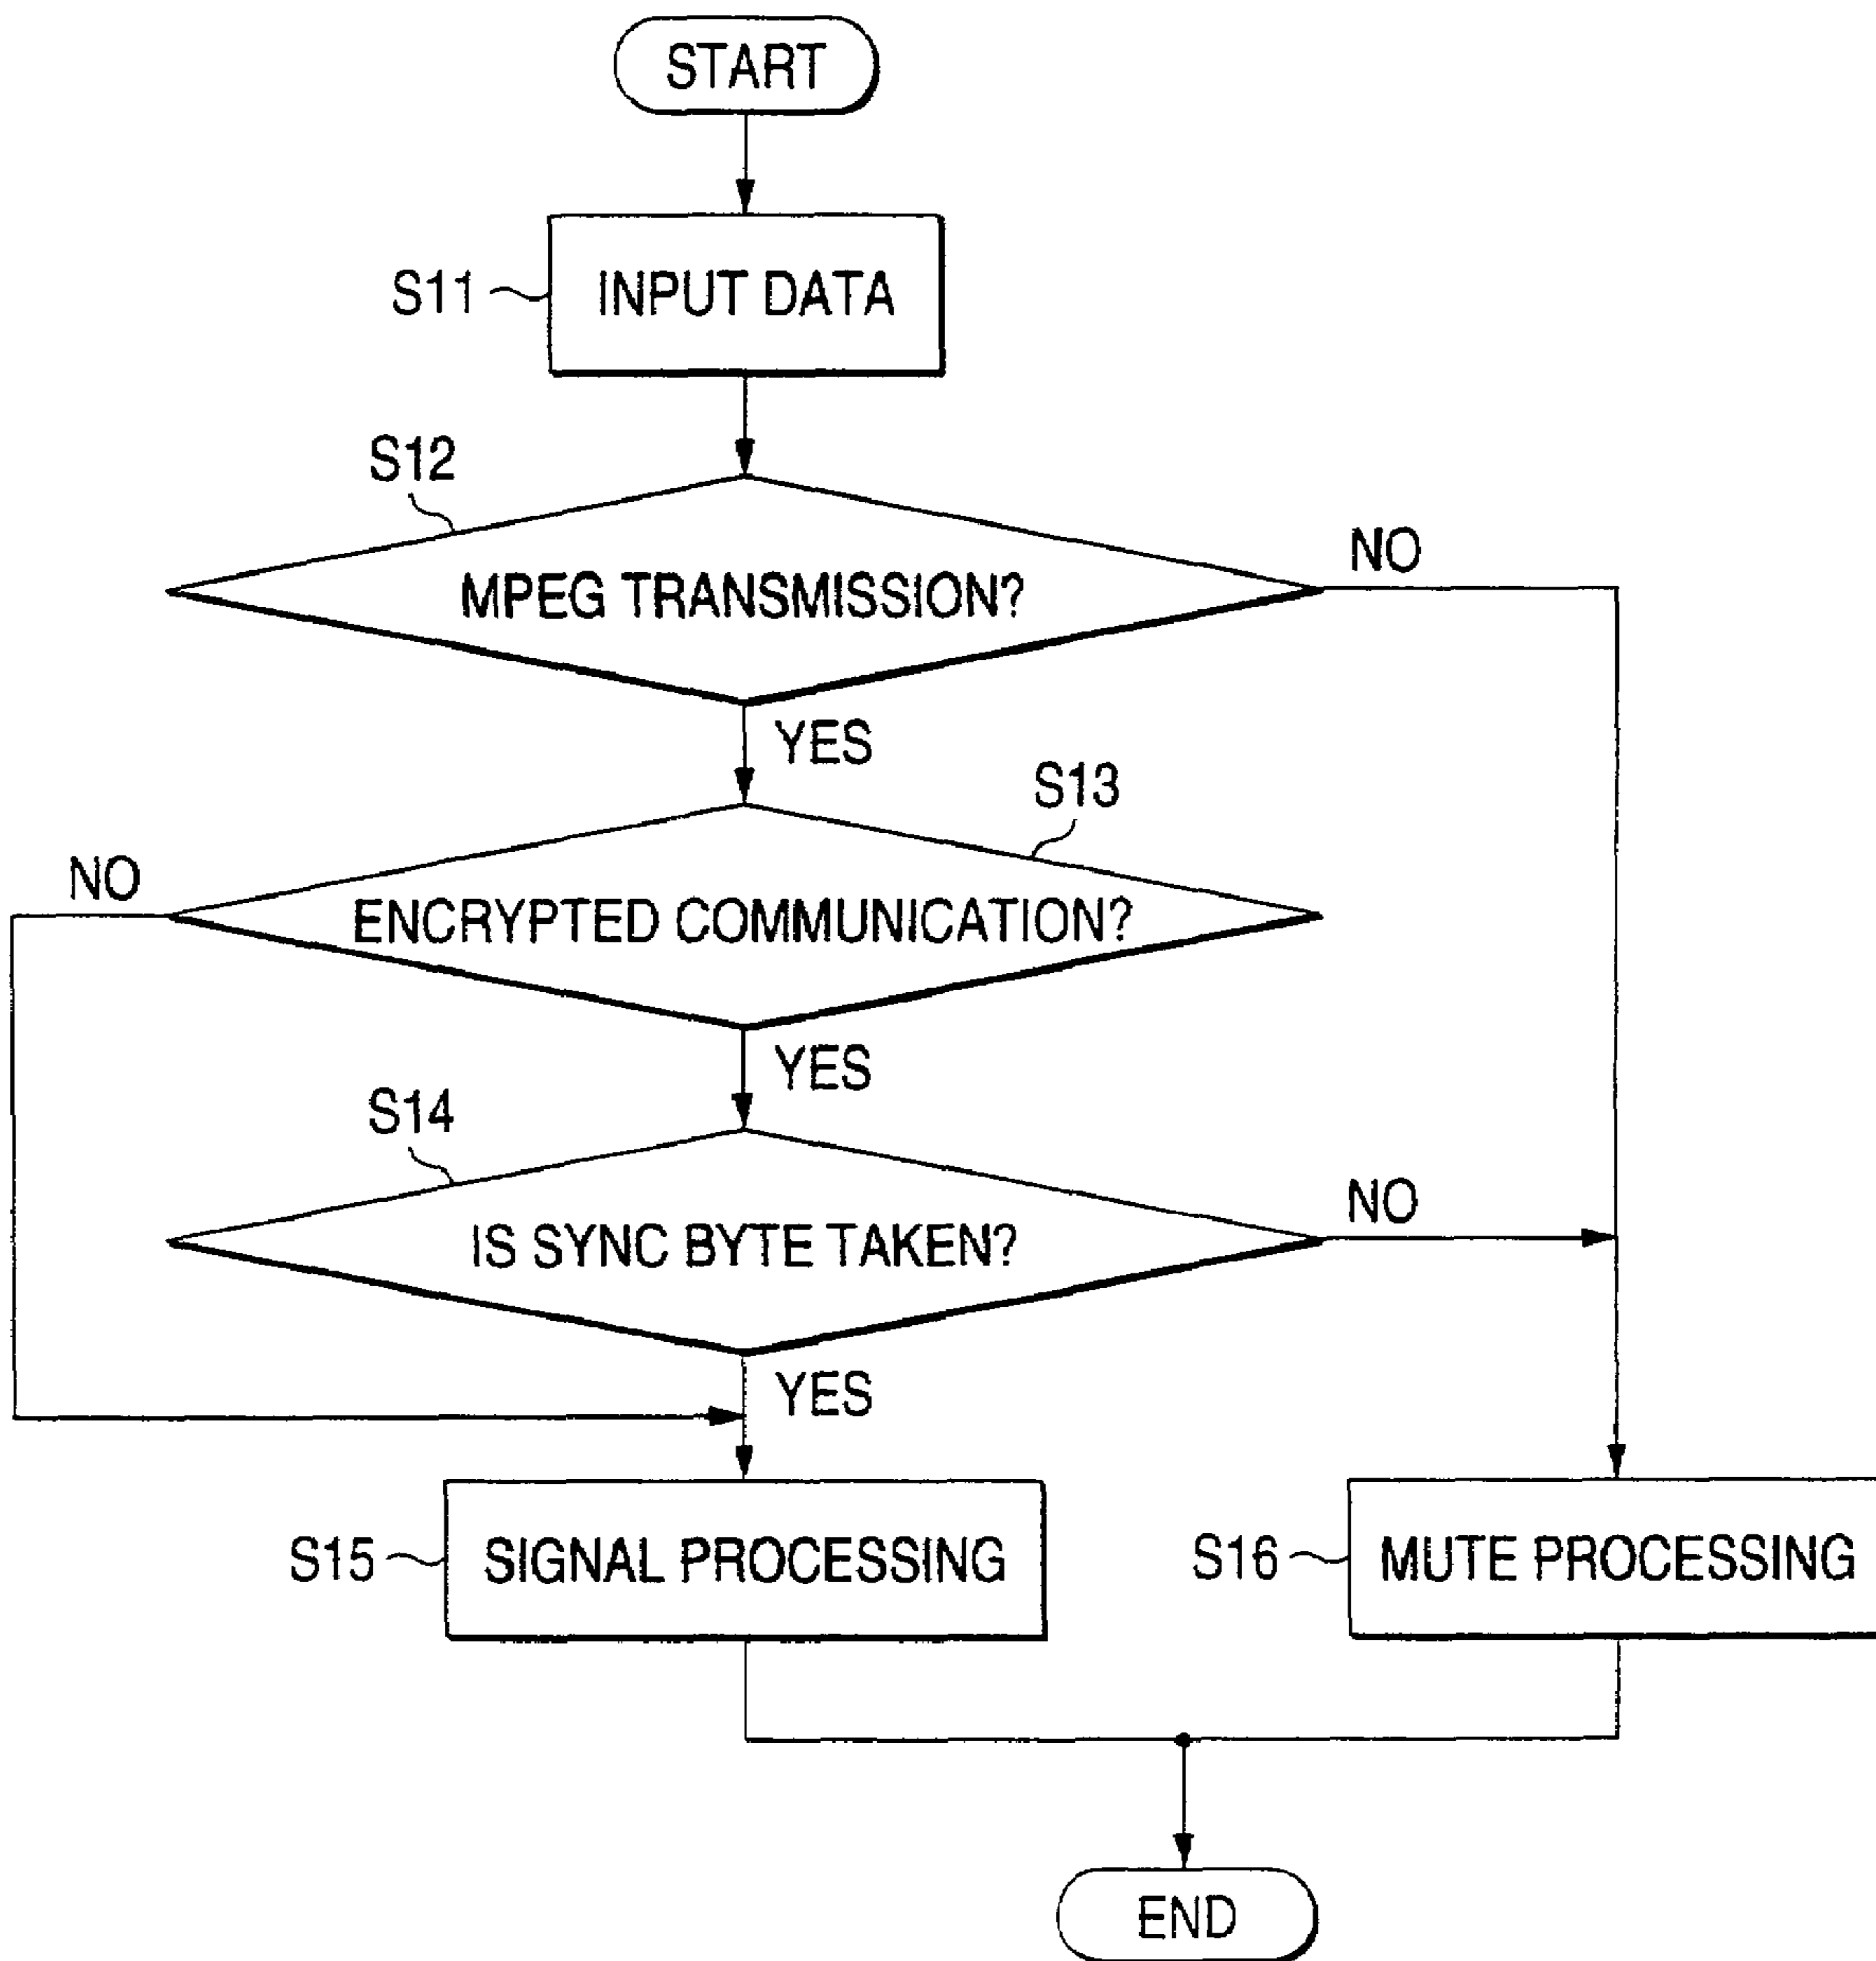 START
S11
INPUT DATA
S12
NO
MPEG TRANSMISSION?
YES
S13
NO
ENCRYPTED COMMUNICATION?
YES
S14
NO
IS SYNC BYTE TAKEN?
YES
S15
SIGNAL PROCESSING
S16
MUTE PROCESSING
END